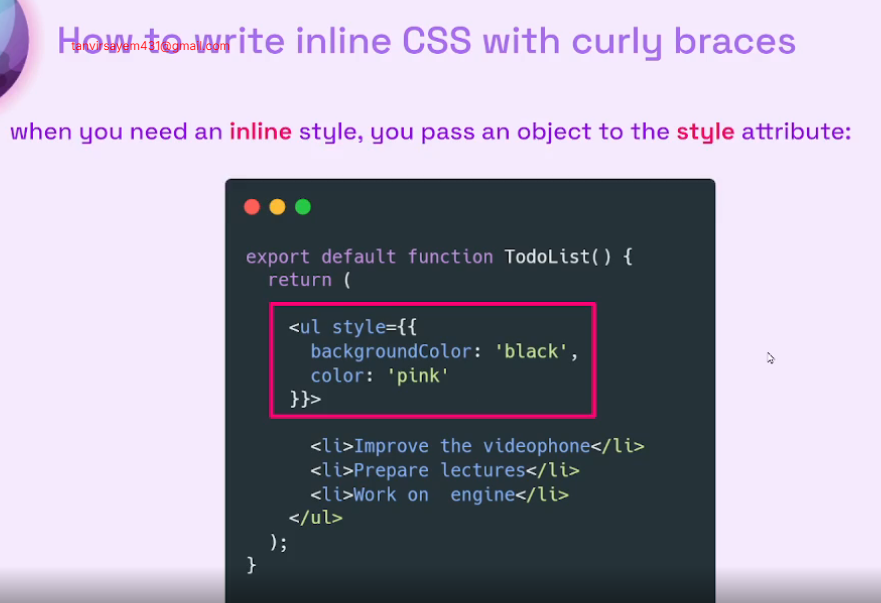 How to write inline CSS with curly braces
tanvirsayem431@gmail.com
when you need an inline style, you pass an object to the style attribute:
export default function TodoList() {
return (
<ul style={{
backgroundColor: 'black',
color: 'pink'
}}>
<li>Improve the videophone</li>
<li>Prepare lectures</li>
<li>Work on  engine</li>
</ul>
);
}